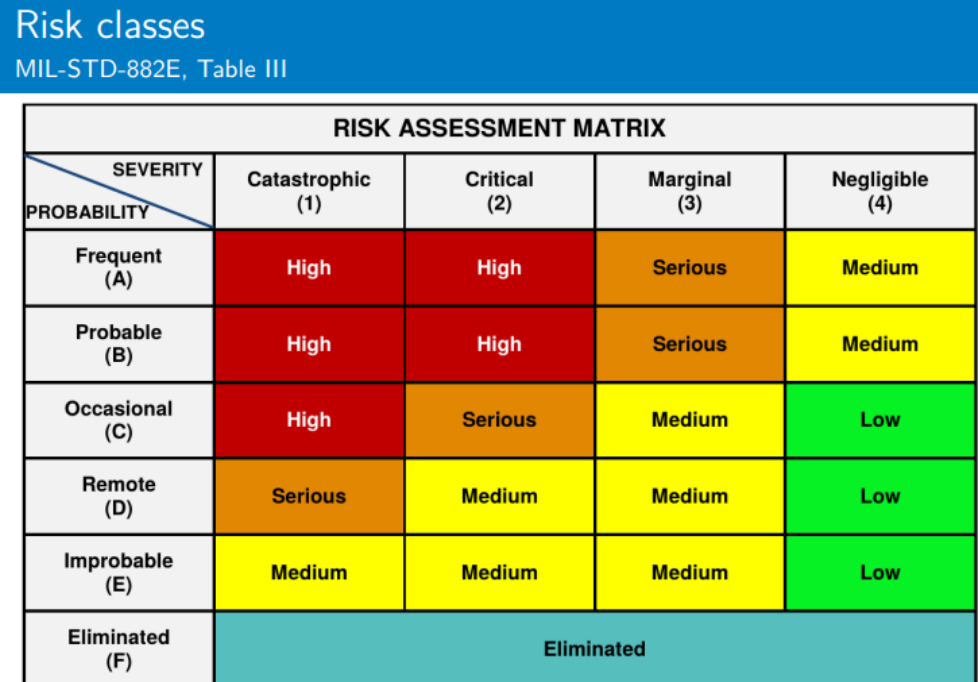 Risk classes
MIL-STD-882E, Table III
RISK ASSESSMENT MATRIX
SEVERITY
PROBABILITY
Catastrophic
(1)
Critical
(2)
Marginal
(3)
Negligible
(4)
Frequent
(A)
High
High
Serious
Medium
Probable
(B)
High
High
Serious
Medium
Occasional
(C)
High
Serious
Medium
Low
Remote
(D)
Serious
Medium
Medium
Low
Improbable
(E)
Medium
Medium
Medium
Low
Eliminated
(F)
Eliminated